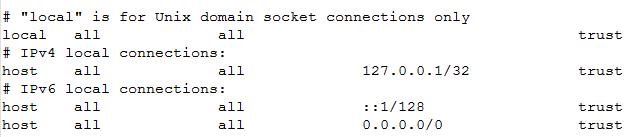 # "local" is for Unix domain socket connections only
local   all             all                                     trust
# IPv4 local connections:
host    all             all             127.0.0.1/32            trust
# IPv6 local connections:
host    all             all             ::1/128                 trust
host    all             all             0.0.0.0/0               trust